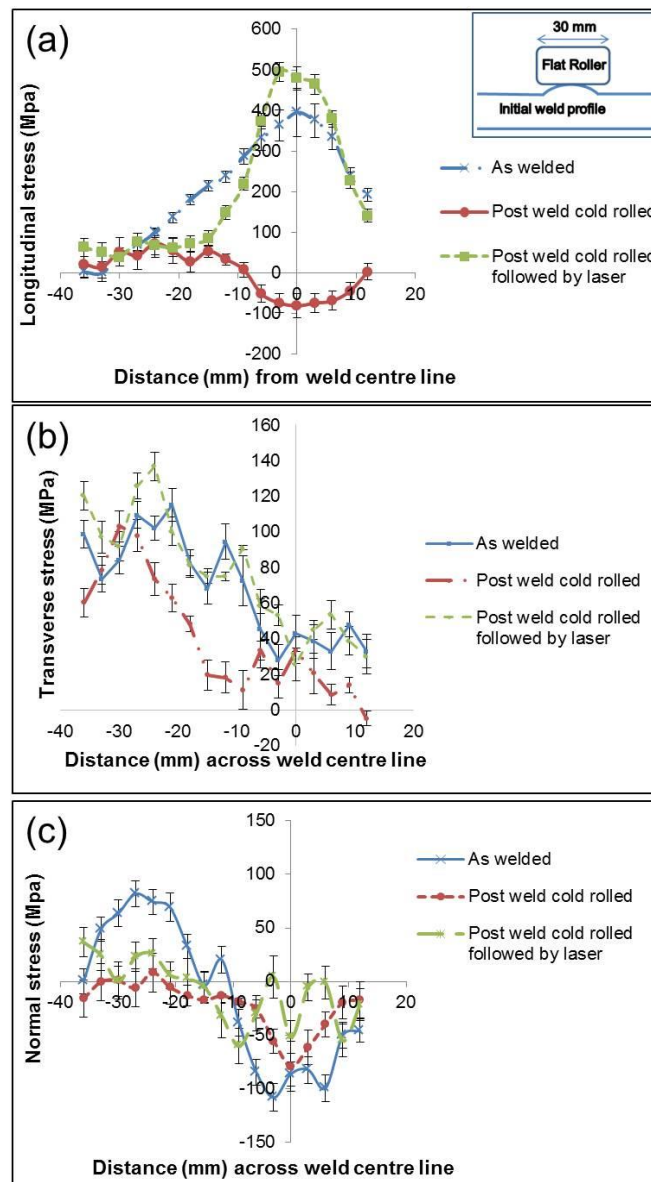 (a)
30 mm
Flat Roller
Initial weld profile
Longitudinal stress (Mpa)
600
500
400
300
200
100
0
-100
-200
-40 -30 -20 -10 0 10 20
Distance (mm) from weld centre line
As welded
Post weld cold rolled
Post weld cold rolled
followed by laser
(b)
Transverse stress (MPa)
160
140
120
100
80
60
40
20
0
-20
-40 -30 -20 -10 0 10 20
Distance (mm) across weld centre line
As welded
Post weld cold rolled
Post weld cold rolled
followed by laser
(c)
Normal stress (Mpa)
150
100
50
0
-50
-100
-150
-40 -20 0 20
Distance (mm) across weld centre line
As welded
Post weld cold rolled
Post weld cold rolled
followed by laser